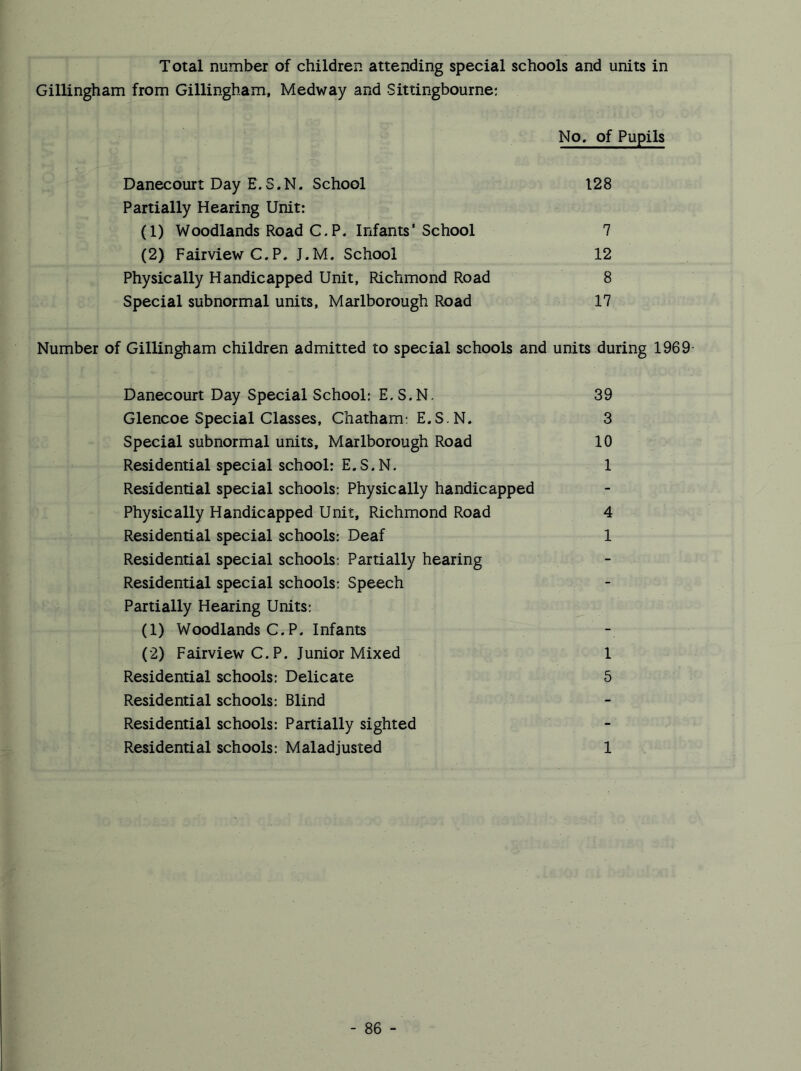 Total number of children attending special schools and units in
Gillingham from Gillingham, Medway and Sittingbourne:
No. of Pupils
Danecourt Day E.S.N. School 128
Partially Hearing Unit:
(1) Woodlands Road C.P. Infants' School 7
(2) Fairview C.P. J.M. School 12
Physically Handicapped Unit, Richmond Road 8
Special subnormal units, Marlborough Road 17
Number of Gillingham children admitted to special schools and units during 1969
Danecourt Day Special School: E.S.N. 39
Glencoe Special Classes, Chatham: E.S.N. 3
Special subnormal units, Marlborough Road 10
Residential special school: E.S.N. 1
Residential special schools: Physically handicapped -
Physically Handicapped Unit, Richmond Road 4
Residential special schools: Deaf 1
Residential special schools: Partially hearing -
Residential special schools: Speech -
Partially Hearing Units:
(1) Woodlands C.P. Infants -
(2) Fairview C.P. Junior Mixed 1
Residential schools: Delicate 5
Residential schools: Blind -
Residential schools: Partially sighted -
Residential schools: Maladjusted 1
- 86 -